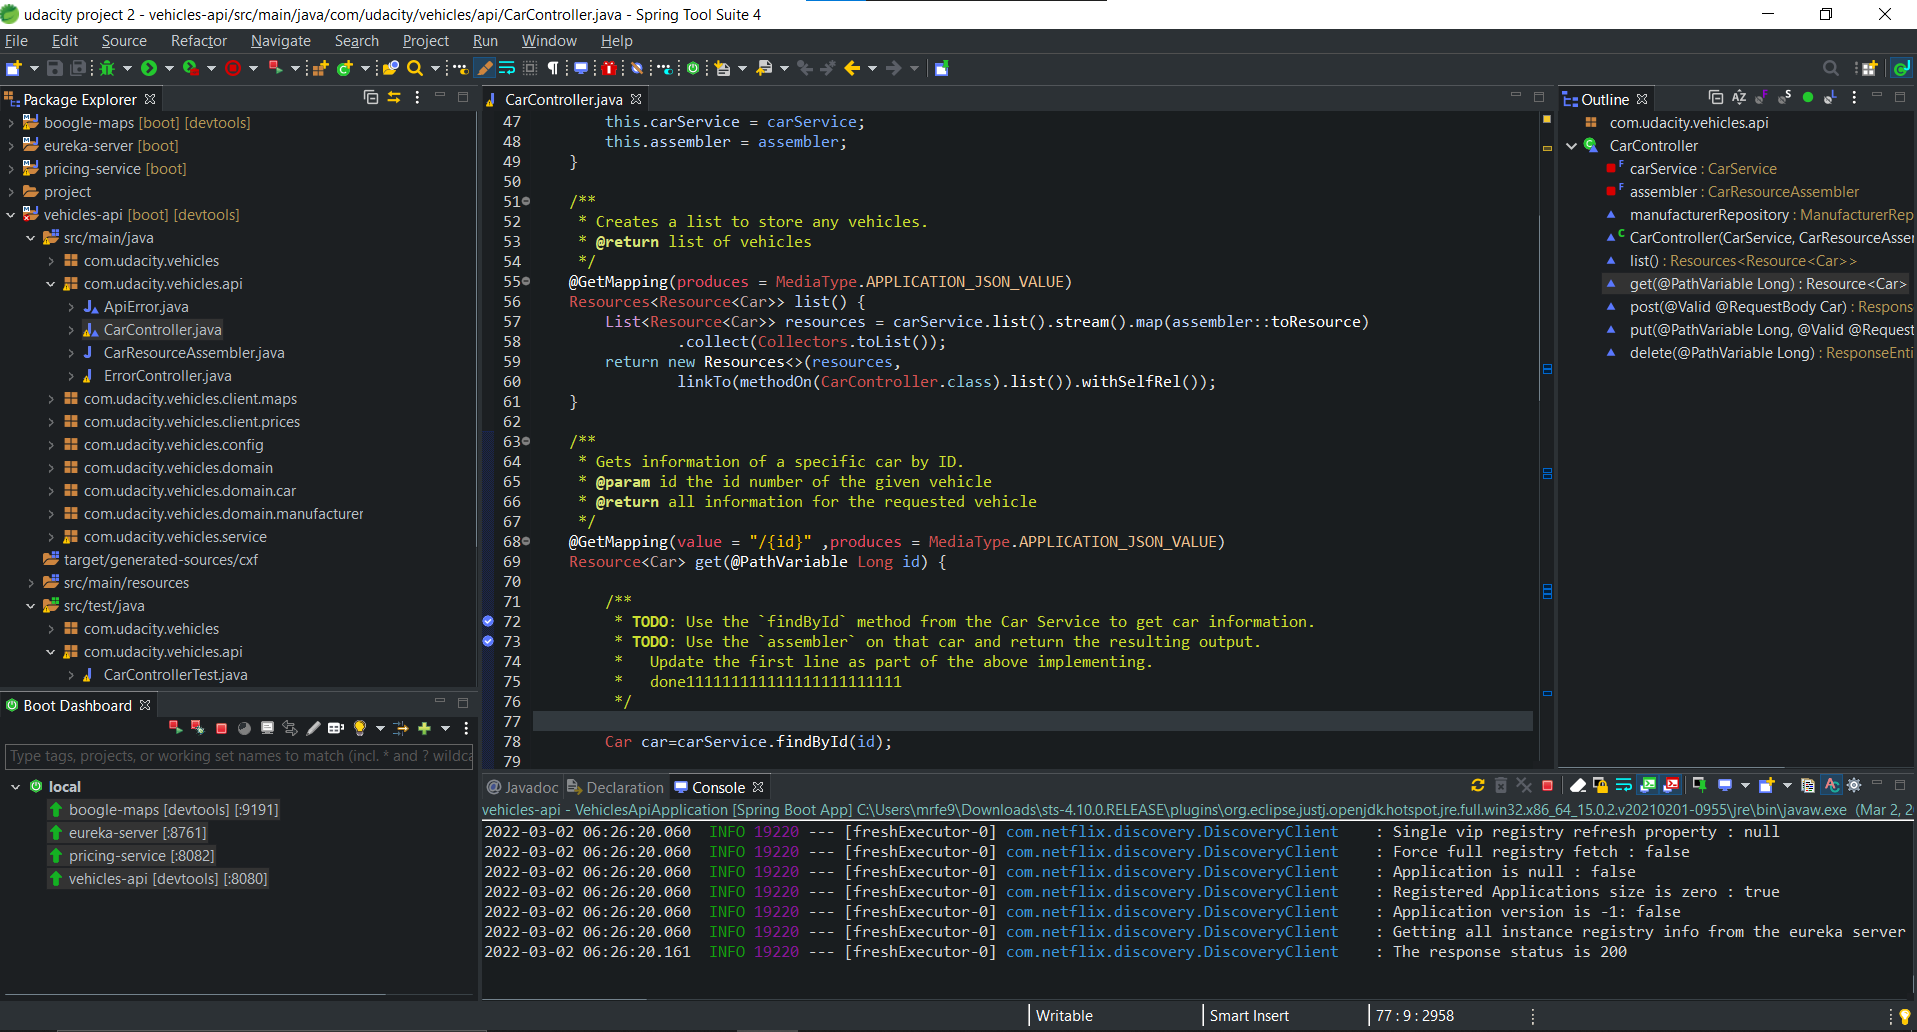 udacity project 2 - vehicles-api/src/main/java/com/udacity/vehicles/api/CarController.java - Spring Tool Suite 4
File Edit Source Refactor Navigate Search Project Run Window Help
Package Explorer
boogle-maps [boot] [devtools]
eureka-server [boot]
pricing-service [boot]
project
vehicles-api [boot] [devtools]
src/main/java
com.udacity.vehicles
com.udacity.vehicles.api
ApiError.java
CarController.java
CarResourceAssembler.java
ErrorController.java
com.udacity.vehicles.client.maps
com.udacity.vehicles.client.prices
com.udacity.vehicles.config
com.udacity.vehicles.domain
com.udacity.vehicles.domain.car
com.udacity.vehicles.domain.manufacturer
com.udacity.vehicles.service
target/generated-sources/cxf
src/main/resources
src/test/java
com.udacity.vehicles
com.udacity.vehicles.api
CarControllerTest.java
Boot Dashboard
Type tags, projects, or working set names to match (incl. * and ? wildca
local
boogle-maps [devtools] [:9191]
eureka-server [:8761]
pricing-service [:8082]
vehicles-api [devtools] [:8080]
CarController.java
47 this.carService = carService;
48 this.assembler = assembler;
49 }
50
51 /**
52 * Creates a list to store any vehicles.
53 * @return list of vehicles
54 */
55 @GetMapping(produces = MediaType.APPLICATION_JSON_VALUE)
56 Resources<Resource<Car>> list() {
57 List<Resource<Car>> resources = carService.list().stream().map(assembler::toResource)
58 .collect(Collectors.toList());
59 return new Resources<>(resources,
60 linkTo(methodOn(CarController.class).list()).withSelfRel());
61 }
62
63 /**
64 * Gets information of a specific car by ID.
65 * @param id the id number of the given vehicle
66 * @return all information for the requested vehicle
67 */
68 @GetMapping(value = "/{id}" ,produces = MediaType.APPLICATION_JSON_VALUE)
69 Resource<Car> get(@PathVariable Long id) {
70
71 /**
72 * TODO: Use the `findById` method from the Car Service to get car information.
73 * TODO: Use the `assembler` on that car and return the resulting output.
74 * Update the first line as part of the above implementing.
75 * done111111111111111111111111
76 */
77
78 Car car=carService.findById(id);
79
Outline
com.udacity.vehicles.api
CarController
carService : CarService
assembler : CarResourceAssembler
manufacturerRepository : ManufacturerRep
CarController(CarService, CarResourceAsser
list() : Resources<Resource<Car>>
get(@PathVariable Long) : Resource<Car>
post(@Valid @RequestBody Car) : Respons
put(@PathVariable Long, @Valid @Request
delete(@PathVariable Long) : ResponseEnti
@ Javadoc Declaration Console
vehicles-api - VehiclesApiApplication [Spring Boot App] C:\Users\mrfe9\Downloads\sts-4.10.0.RELEASE\plugins\org.eclipse.justj.openjdk.hotspot.jre.full.win32.x86_64_15.0.2.v20210201-0955\jre\bin\javaw.exe (Mar 2, 2
2022-03-02 06:26:20.060 INFO 19220 --- [freshExecutor-0] com.netflix.discovery.DiscoveryClient : Single vip registry refresh property : null
2022-03-02 06:26:20.060 INFO 19220 --- [freshExecutor-0] com.netflix.discovery.DiscoveryClient : Force full registry fetch : false
2022-03-02 06:26:20.060 INFO 19220 --- [freshExecutor-0] com.netflix.discovery.DiscoveryClient : Application is null : false
2022-03-02 06:26:20.060 INFO 19220 --- [freshExecutor-0] com.netflix.discovery.DiscoveryClient : Registered Applications size is zero : true
2022-03-02 06:26:20.060 INFO 19220 --- [freshExecutor-0] com.netflix.discovery.DiscoveryClient : Application version is -1: false
2022-03-02 06:26:20.060 INFO 19220 --- [freshExecutor-0] com.netflix.discovery.DiscoveryClient : Getting all instance registry info from the eureka server
2022-03-02 06:26:20.161 INFO 19220 --- [freshExecutor-0] com.netflix.discovery.DiscoveryClient : The response status is 200
Writable Smart Insert 77 : 9 : 2958